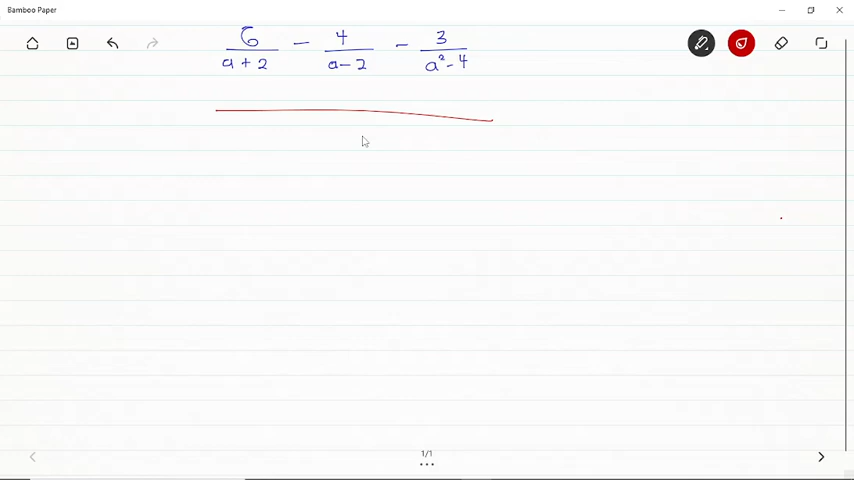 Bamboo Paper
6/(a+2) - 4/(a-2) - 3/(a²-4)
1/1